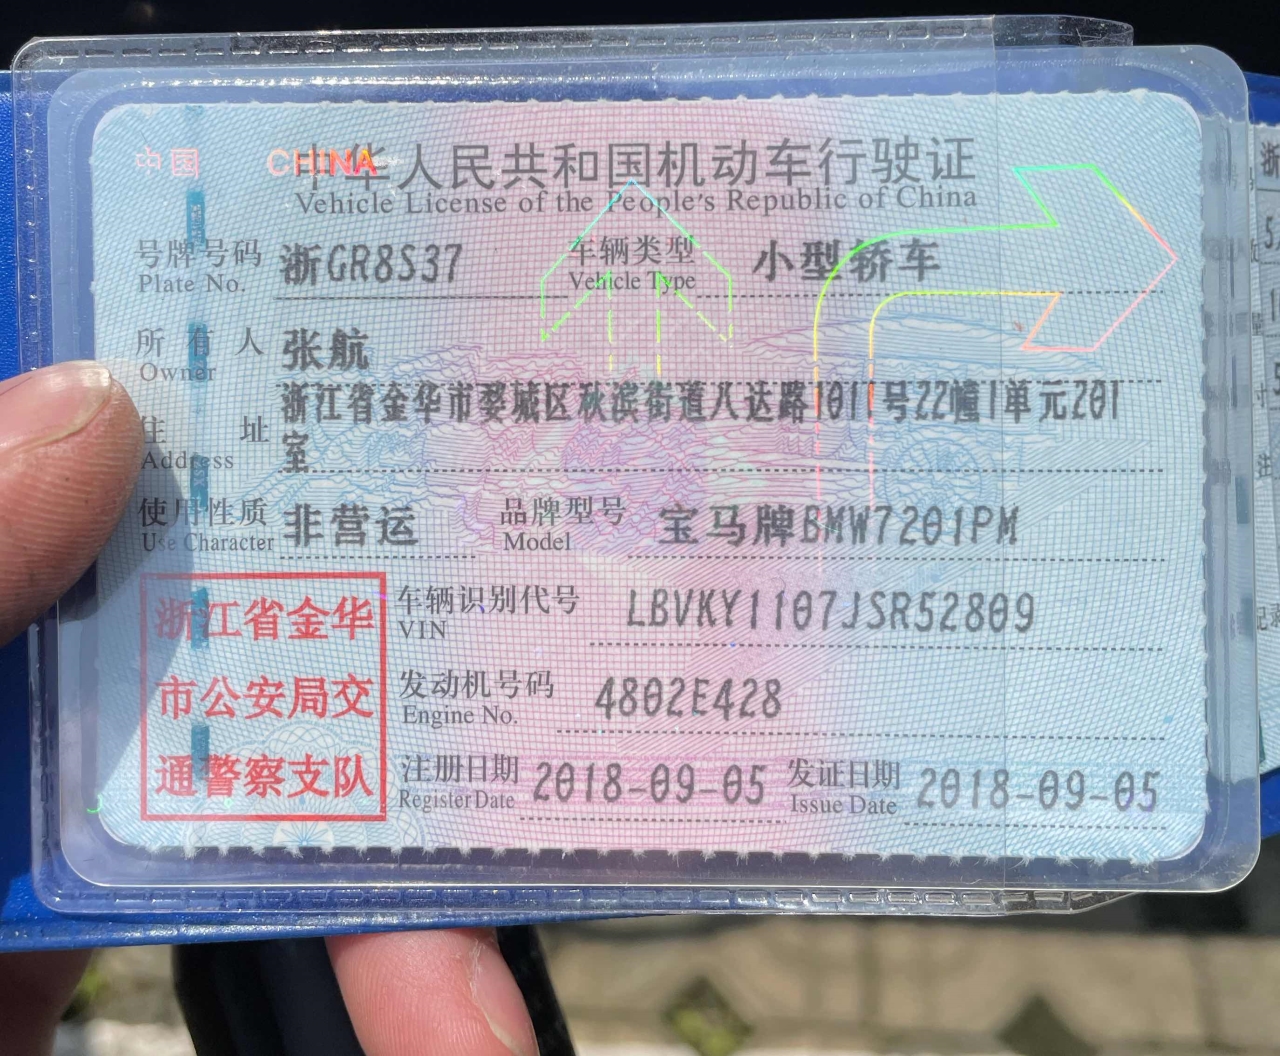 中国 CHINA
中华人民共和国机动车行驶证
Vehicle License of the People's Republic of China
号牌号码 浙GR8S37 车辆类型 小型轿车
Plate No. Vehicle Type
所有人 张航
Owner
浙江省金华市婺城区秋滨街道八达路1011号22幢1单元201
住址 室
Address
使用性质 非营运 品牌型号 宝马牌BMW7201PM
Use Character Model
浙江省金华
市公安局交
通警察支队
车辆识别代号 LBVKY1107JSR52809
VIN
发动机号码 4802E428
Engine No.
注册日期 2018-09-05 发证日期 2018-09-05
Register Date Issue Date